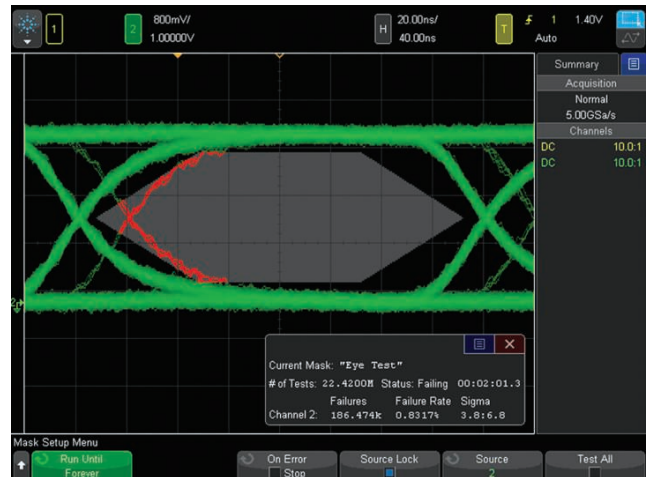 1
2
800mV/
1.00000V
H
20.00ns/
40.00ns
T
1
1.40V
Auto
Summary
Acquisition
Normal
5.00GSa/s
Channels
DC 10.0:1
DC 10.0:1
2
Current Mask: "Eye Test"
# of Tests: 22.4200M Status: Failing 00:02:01.3
Failures Failure Rate Sigma
Channel 2: 186.474k 0.8317% 3.8:6.8
Mask Setup Menu
Run Until
Forever
On Error
Stop
Source Lock
Source
2
Test All